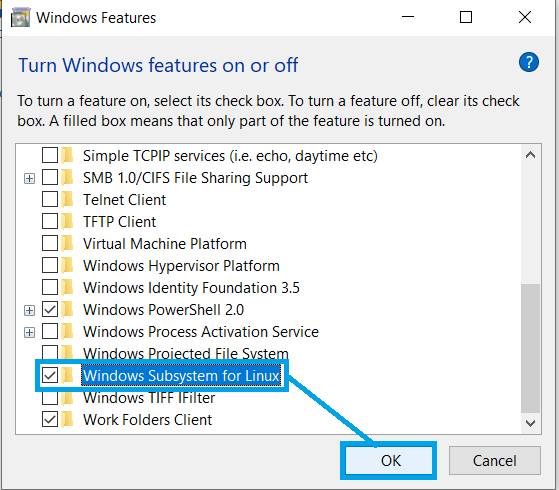 Windows Features
Turn Windows features on or off
To turn a feature on, select its check box. To turn a feature off, clear its check
box. A filled box means that only part of the feature is turned on.
Simple TCPIP services (i.e. echo, daytime etc)
SMB 1.0/CIFS File Sharing Support
Telnet Client
TFTP Client
Virtual Machine Platform
Windows Hypervisor Platform
Windows Identity Foundation 3.5
Windows PowerShell 2.0
Windows Process Activation Service
Windows Projected File System
Windows Subsystem for Linux
Windows TIFF IFilter
Work Folders Client
OK Cancel